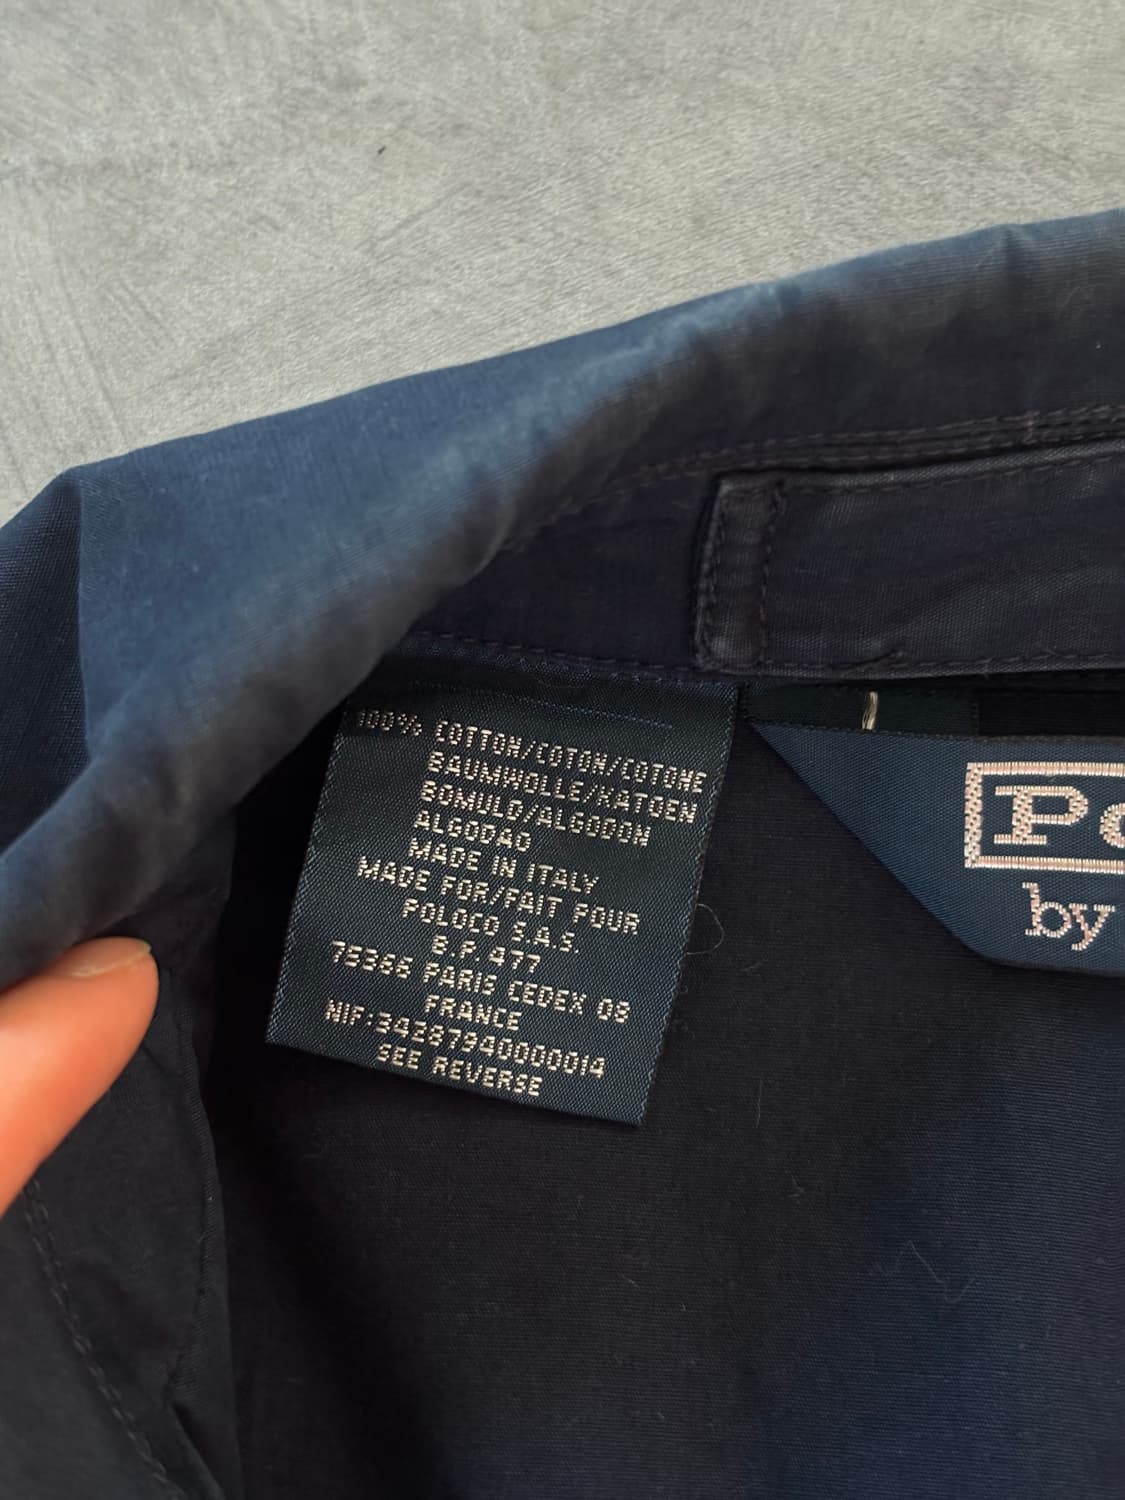 100% COTTON/COTON/COTONE
BAUMWOLLE/KATOEN
BOMULD/ALGODON
ALGODAO
MADE IN ITALY
MADE FOR/FAIT POUR
POLOCO S.A.S.
B.P. 477
75366 PARIS CEDEX 08
FRANCE
NIF:34287940000014
SEE REVERSE
Po
by